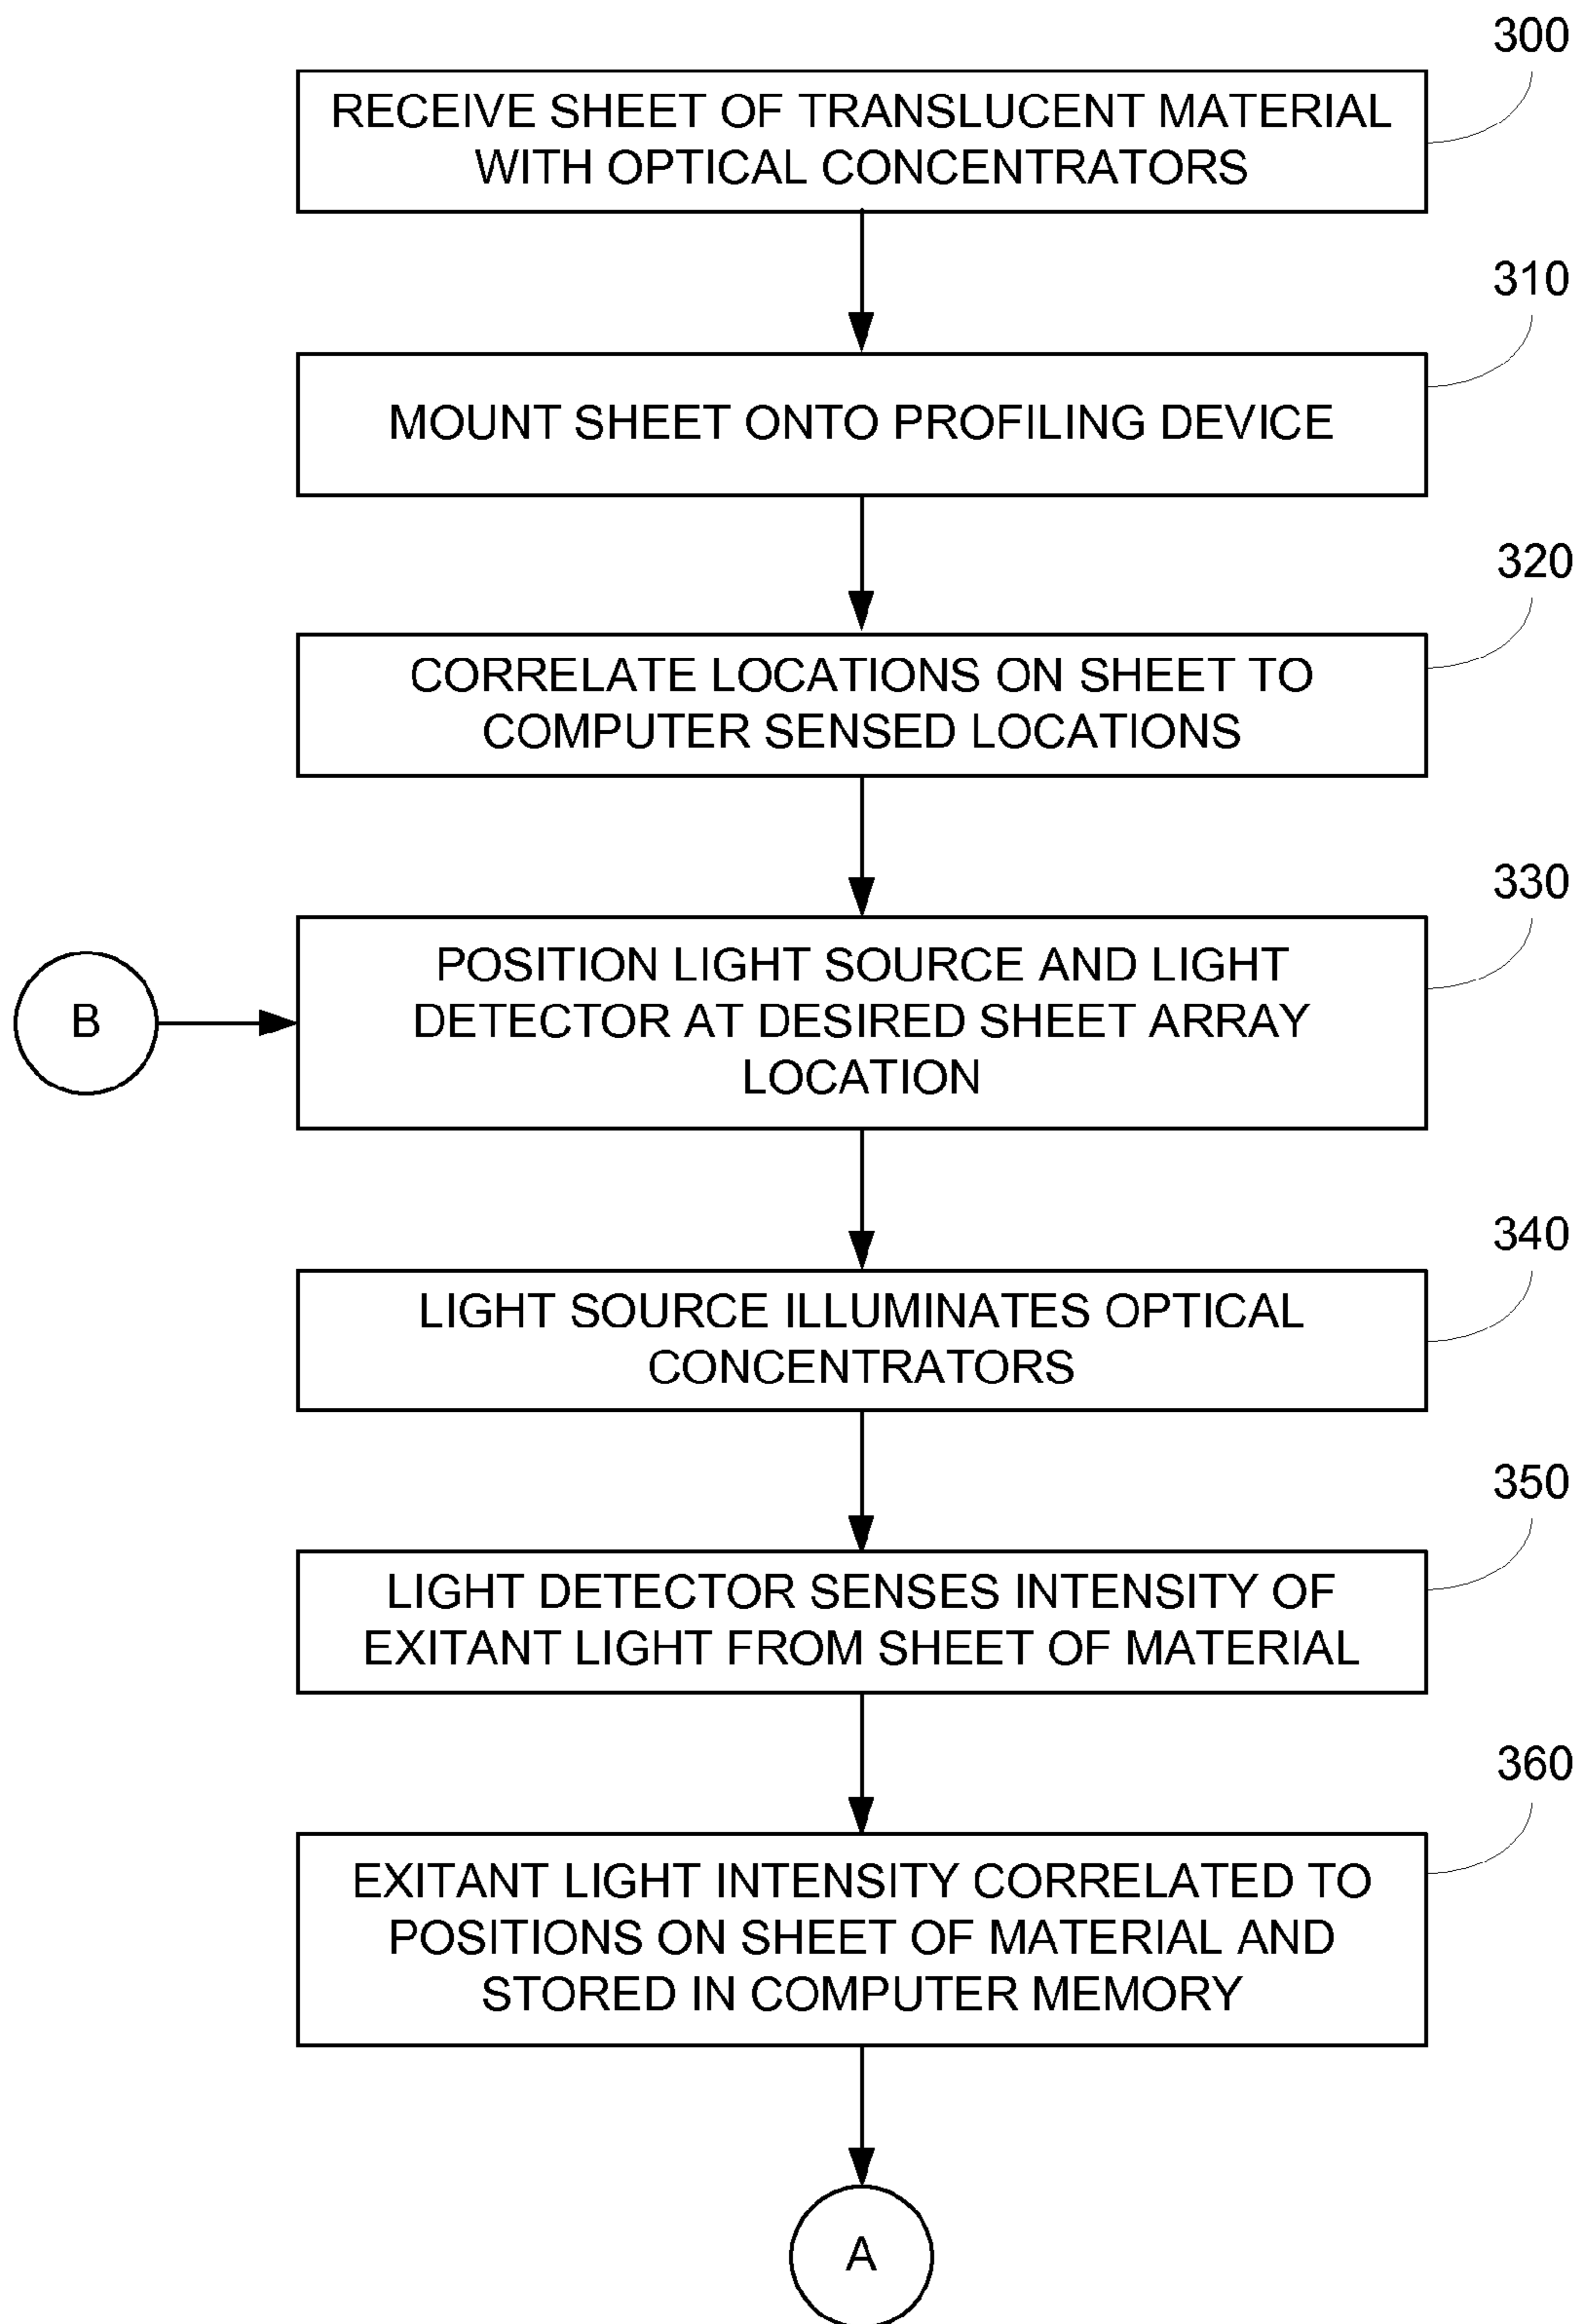 300
RECEIVE SHEET OF TRANSLUCENT MATERIAL
WITH OPTICAL CONCENTRATORS
310
MOUNT SHEET ONTO PROFILING DEVICE
320
CORRELATE LOCATIONS ON SHEET TO
COMPUTER SENSED LOCATIONS
330
POSITION LIGHT SOURCE AND LIGHT
DETECTOR AT DESIRED SHEET ARRAY
LOCATION
B
340
LIGHT SOURCE ILLUMINATES OPTICAL
CONCENTRATORS
350
LIGHT DETECTOR SENSES INTENSITY OF
EXITANT LIGHT FROM SHEET OF MATERIAL
360
EXITANT LIGHT INTENSITY CORRELATED TO
POSITIONS ON SHEET OF MATERIAL AND
STORED IN COMPUTER MEMORY
A